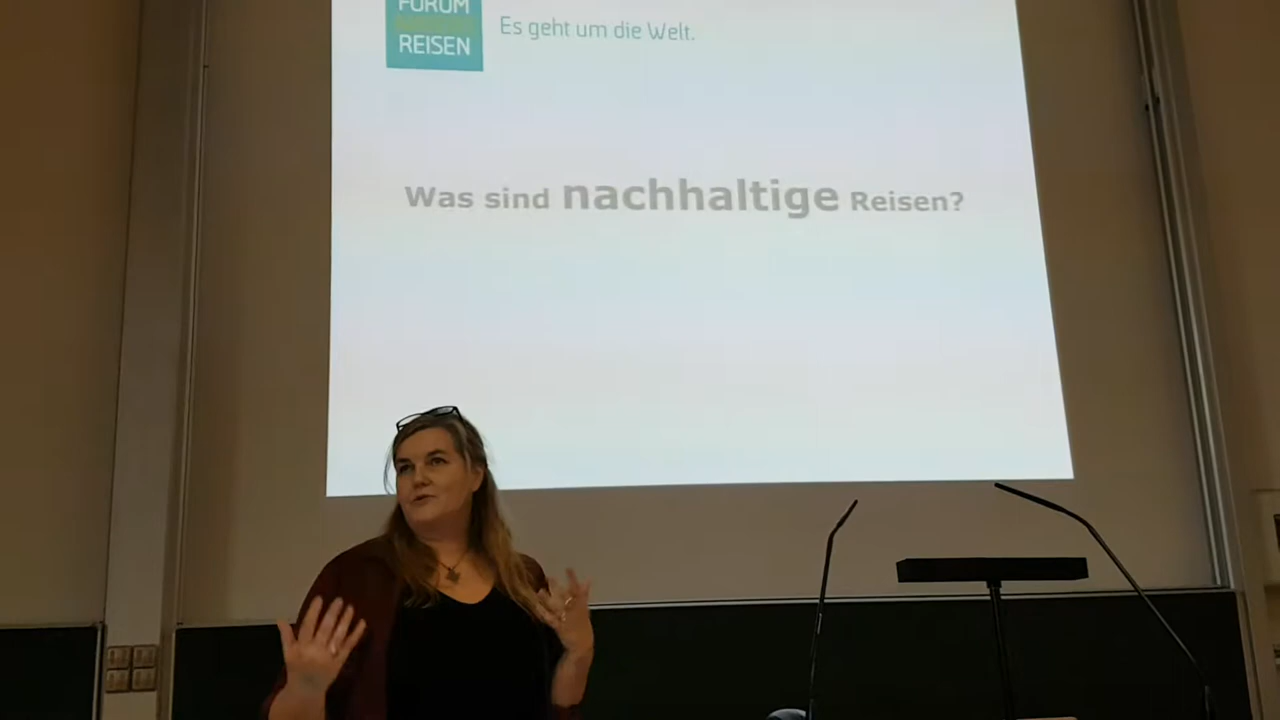 FORUM
REISEN
Es geht um die Welt.
Was sind nachhaltige Reisen?